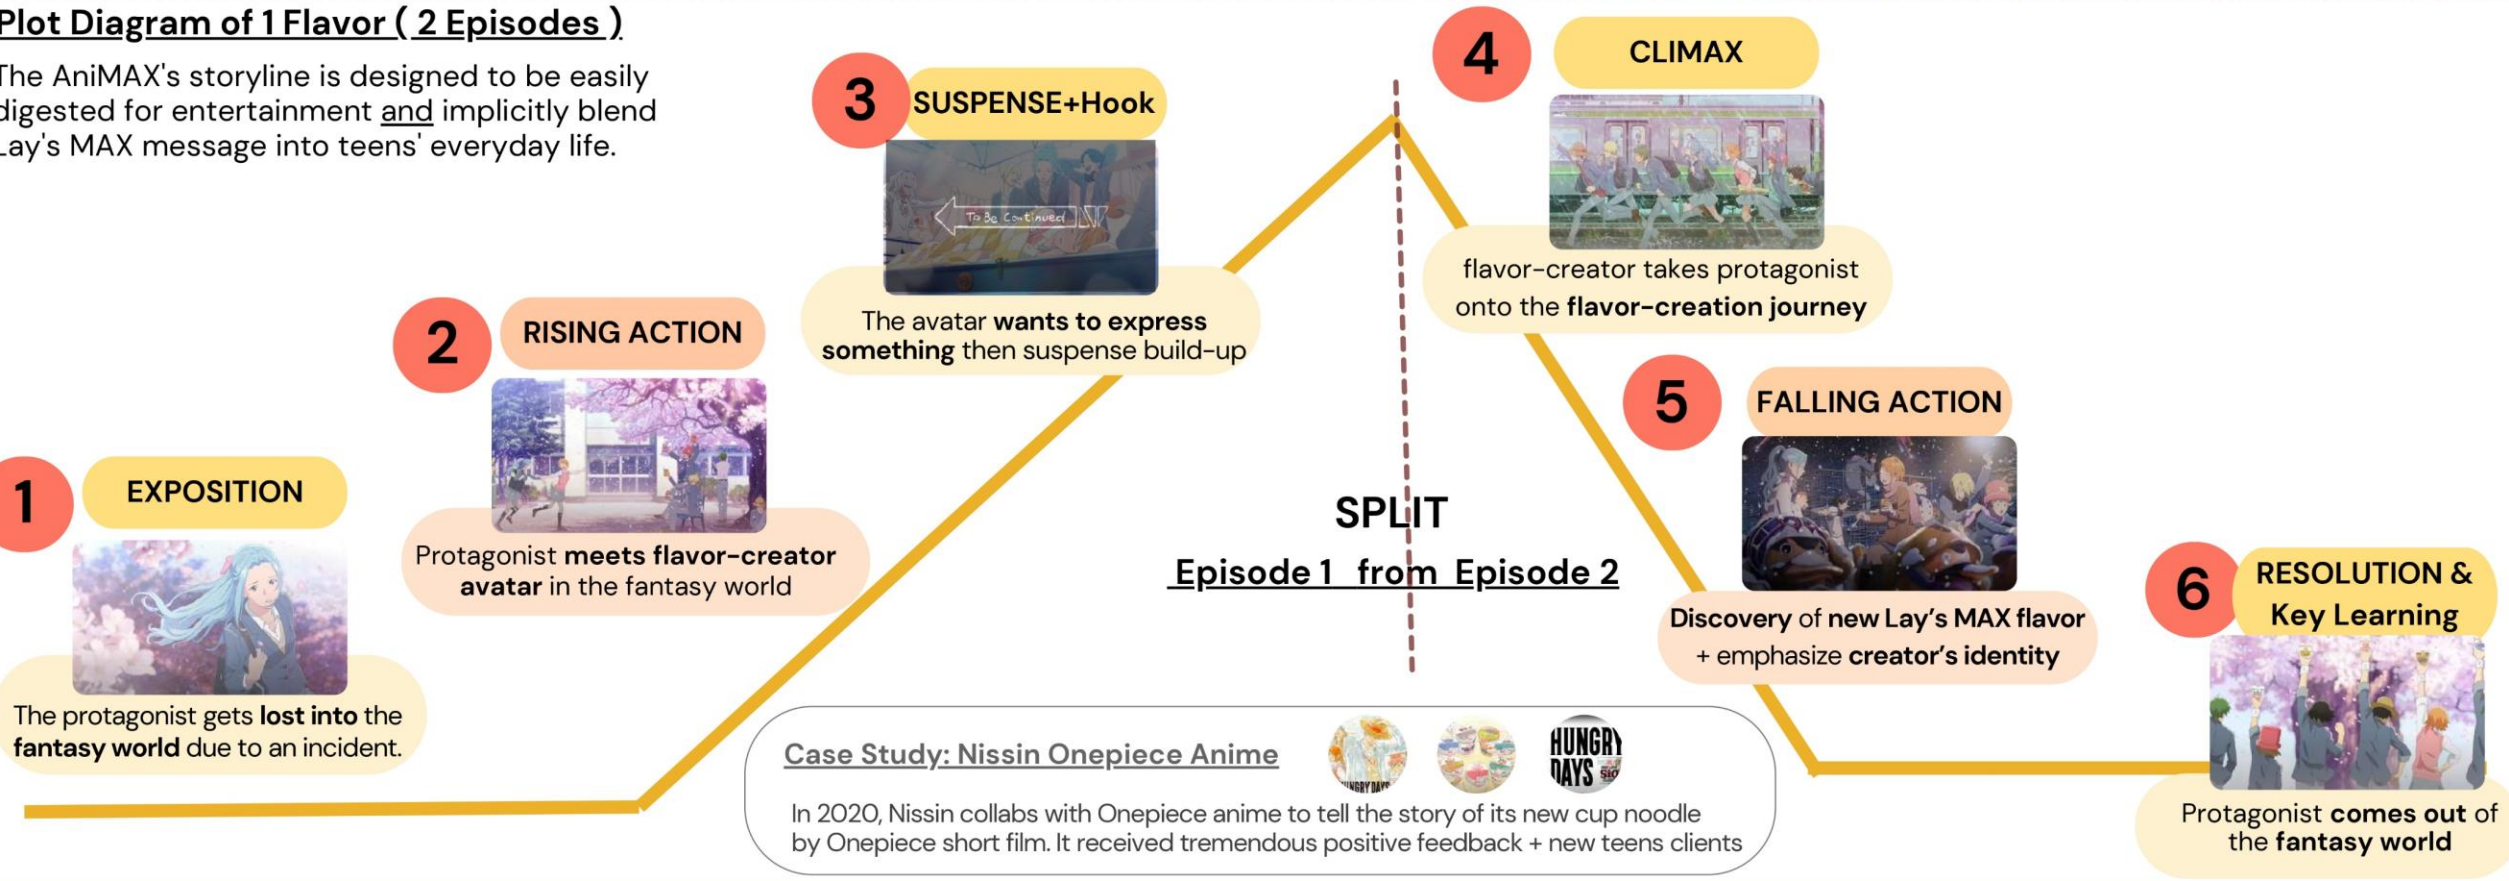 Plot Diagram of 1 Flavor ( 2 Episodes )
The AniMAX's storyline is designed to be easily
digested for entertainment and implicitly blend
Lay's MAX message into teens' everyday life.
1
EXPOSITION
The protagonist gets lost into the
fantasy world due to an incident.
2
RISING ACTION
Protagonist meets flavor-creator
avatar in the fantasy world
3
SUSPENSE+Hook
To Be Continued
The avatar wants to express
something then suspense build-up
SPLIT
Episode 1 from Episode 2
4
CLIMAX
flavor-creator takes protagonist
onto the flavor-creation journey
5
FALLING ACTION
Discovery of new Lay's MAX flavor
+ emphasize creator's identity
6
RESOLUTION &
Key Learning
Protagonist comes out of
the fantasy world
Case Study: Nissin Onepiece Anime
HUNGRY DAYS
HUNGRY
DAYS
In 2020, Nissin collabs with Onepiece anime to tell the story of its new cup noodle
by Onepiece short film. It received tremendous positive feedback + new teens clients